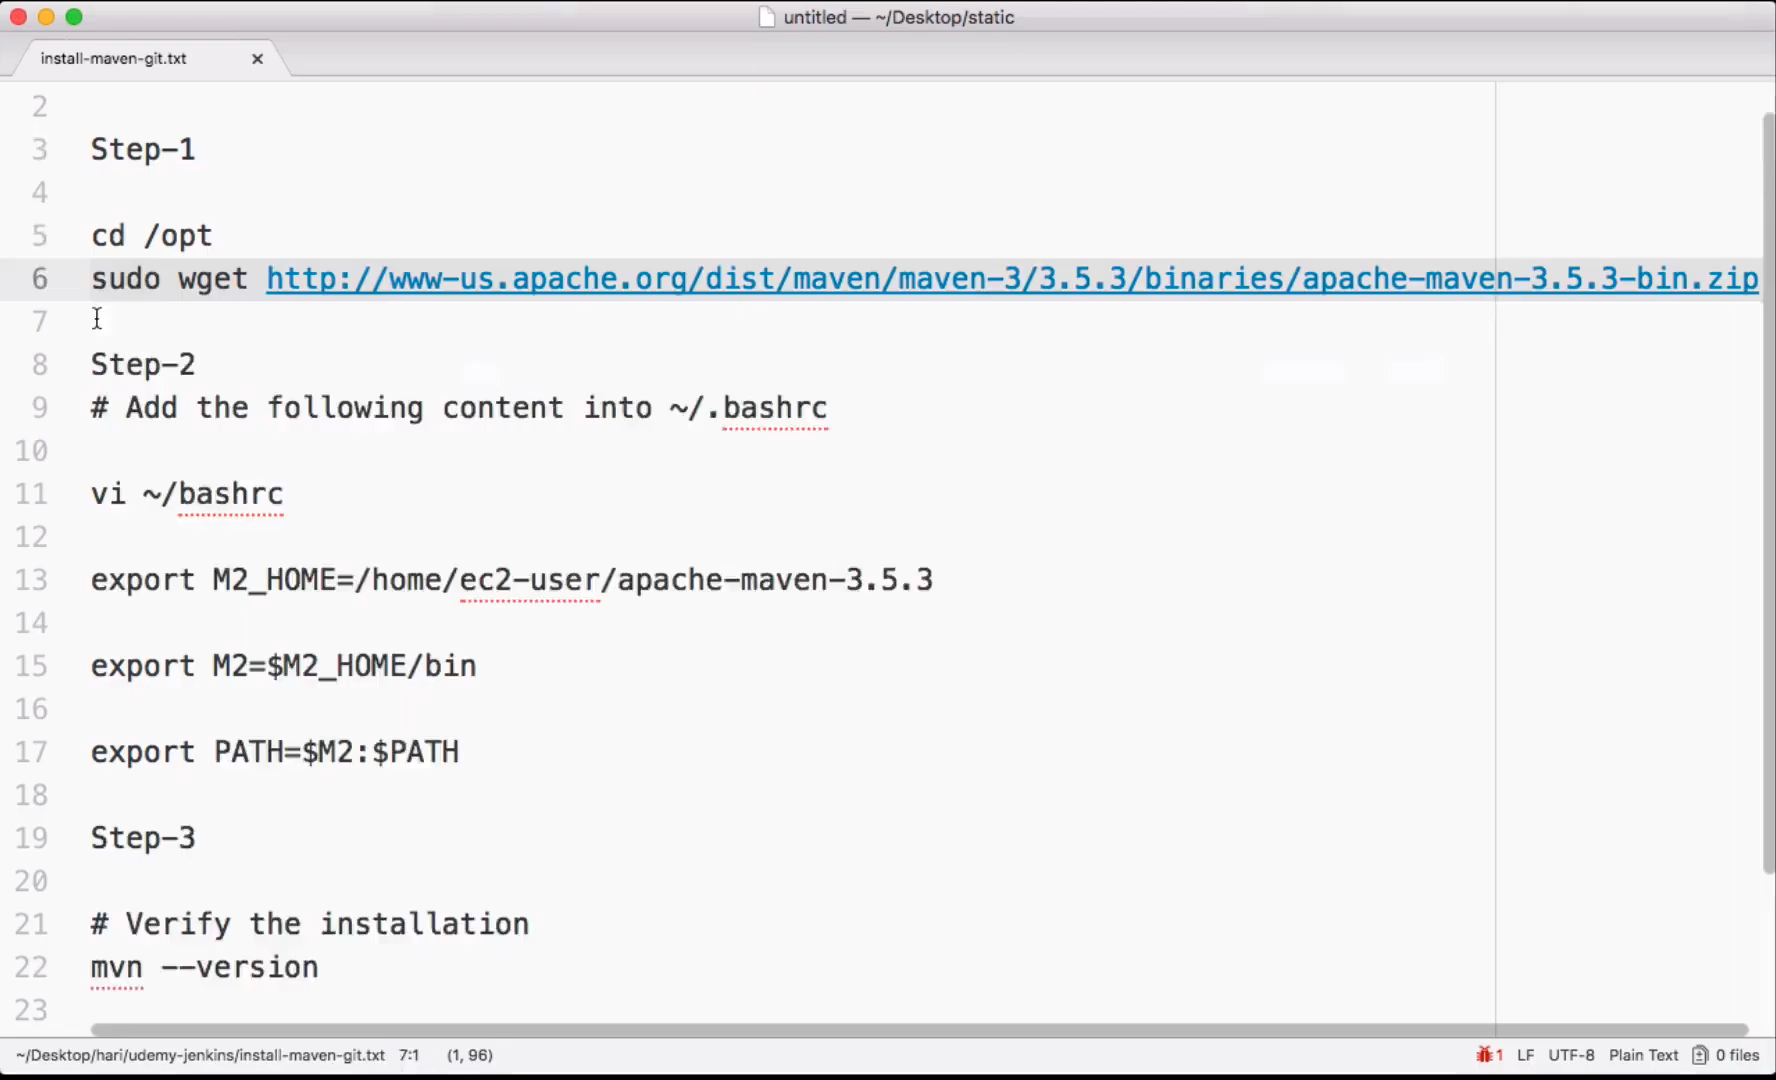 untitled — ~/Desktop/static
install-maven-git.txt
2
3 Step-1
4
5 cd /opt
6 sudo wget http://www-us.apache.org/dist/maven/maven-3/3.5.3/binaries/apache-maven-3.5.3-bin.zip
7
8 Step-2
9 # Add the following content into ~/.bashrc
10
11 vi ~/bashrc
12
13 export M2_HOME=/home/ec2-user/apache-maven-3.5.3
14
15 export M2=$M2_HOME/bin
16
17 export PATH=$M2:$PATH
18
19 Step-3
20
21 # Verify the installation
22 mvn --version
23
~/Desktop/hari/udemy-jenkins/install-maven-git.txt 7:1 (1, 96) 1 LF UTF-8 Plain Text 0 files